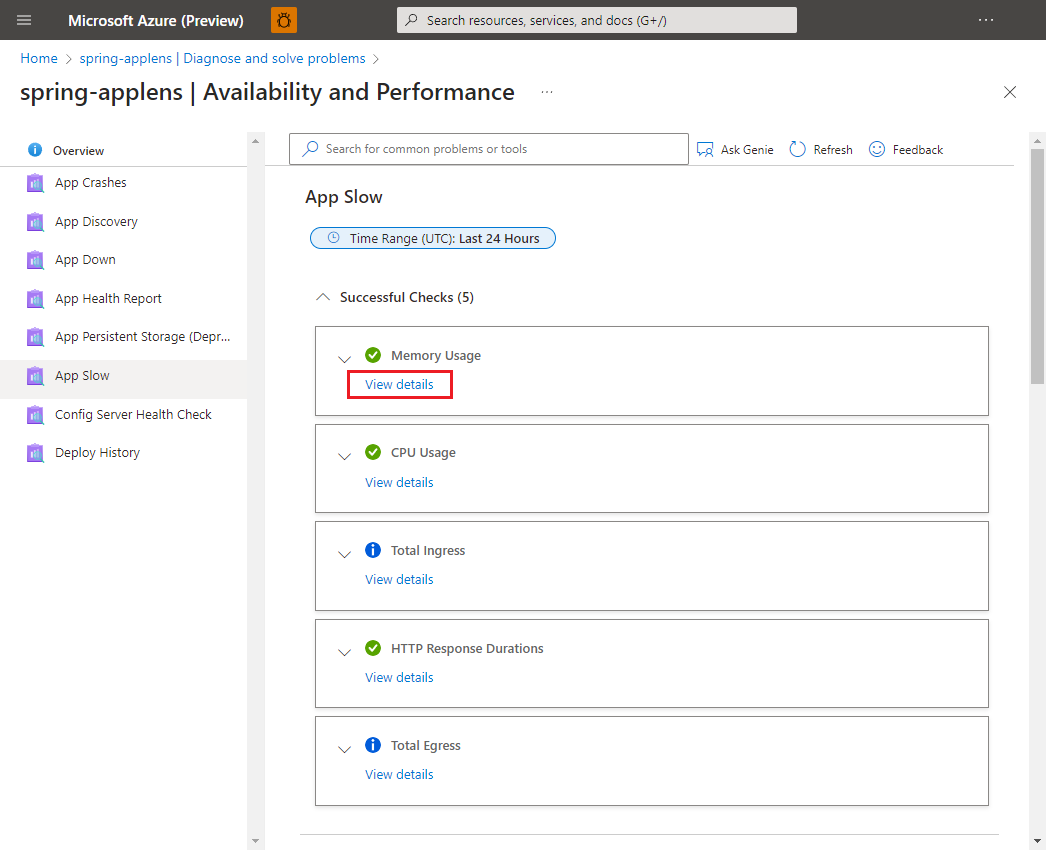 Microsoft Azure (Preview)
Search resources, services, and docs (G+/)
Home > spring-applens | Diagnose and solve problems >
spring-applens | Availability and Performance ...
Overview
App Crashes
App Discovery
App Down
App Health Report
App Persistent Storage (Depr...
App Slow
Config Server Health Check
Deploy History
Search for common problems or tools
Ask Genie
Refresh
Feedback
App Slow
Time Range (UTC): Last 24 Hours
Successful Checks (5)
Memory Usage
View details
CPU Usage
View details
Total Ingress
View details
HTTP Response Durations
View details
Total Egress
View details